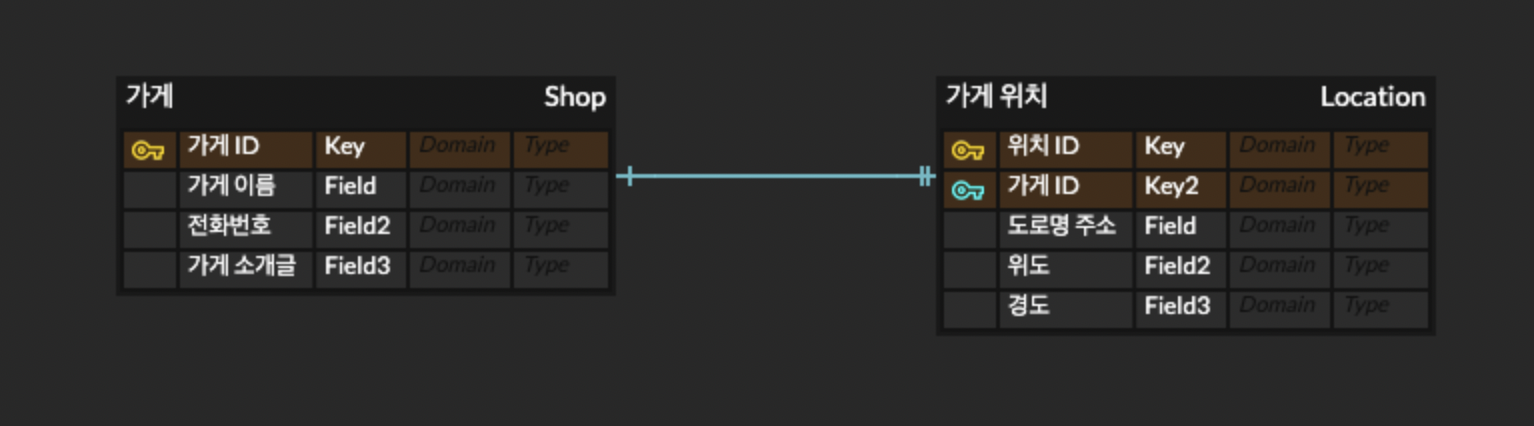 가게 Shop
가게 ID Key Domain Type
가게 이름 Field Domain Type
전화번호 Field2 Domain Type
가게 소개글 Field3 Domain Type
가게 위치 Location
위치 ID Key Domain Type
가게 ID Key2 Domain Type
도로명 주소 Field Domain Type
위도 Field2 Domain Type
경도 Field3 Domain Type